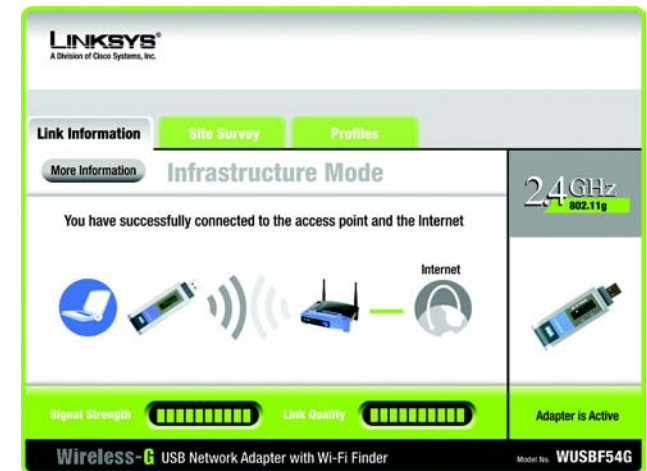 LINKSYS®
A Division of Cisco Systems, Inc.
Link Information
Site Survey
Profiles
More Information
Infrastructure Mode
2.4GHz
802.11g
You have successfully connected to the access point and the Internet
Internet
Signal Strength
Link Quality
Adapter is Active
Wireless-G USB Network Adapter with Wi-Fi Finder
Model No. WUSBF54G